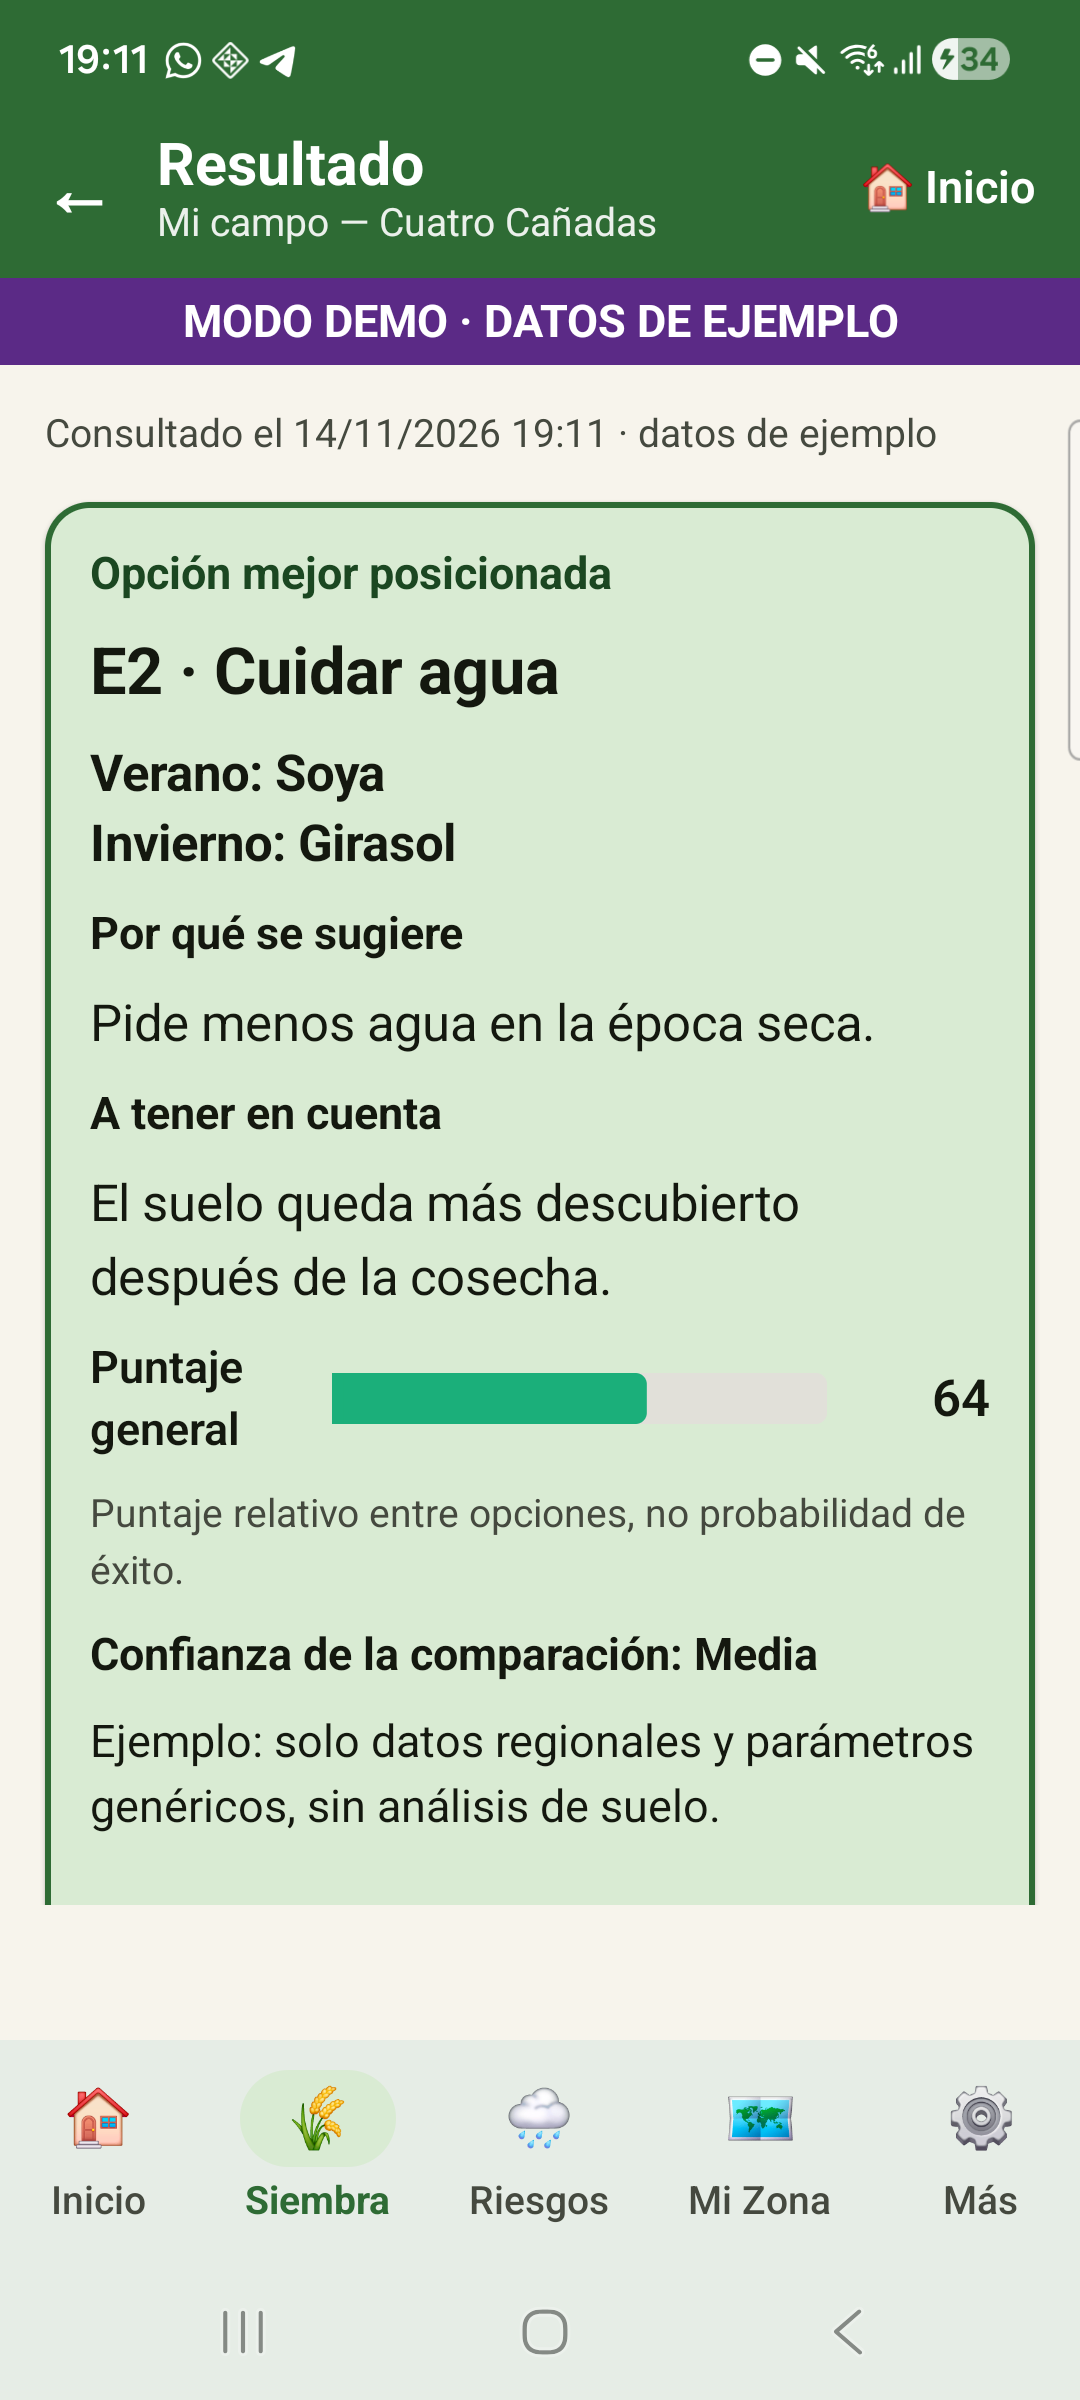 19:11
6
34
Resultado
Mi campo — Cuatro Cañadas
Inicio
MODO DEMO · DATOS DE EJEMPLO
Consultado el 14/11/2026 19:11 · datos de ejemplo
Opción mejor posicionada
E2 · Cuidar agua
Verano: Soya
Invierno: Girasol
Por qué se sugiere
Pide menos agua en la época seca.
A tener en cuenta
El suelo queda más descubierto
después de la cosecha.
Puntaje
general
64
Puntaje relativo entre opciones, no probabilidad de
éxito.
Confianza de la comparación: Media
Ejemplo: solo datos regionales y parámetros
genéricos, sin análisis de suelo.
Inicio
Siembra
Riesgos
Mi Zona
Más